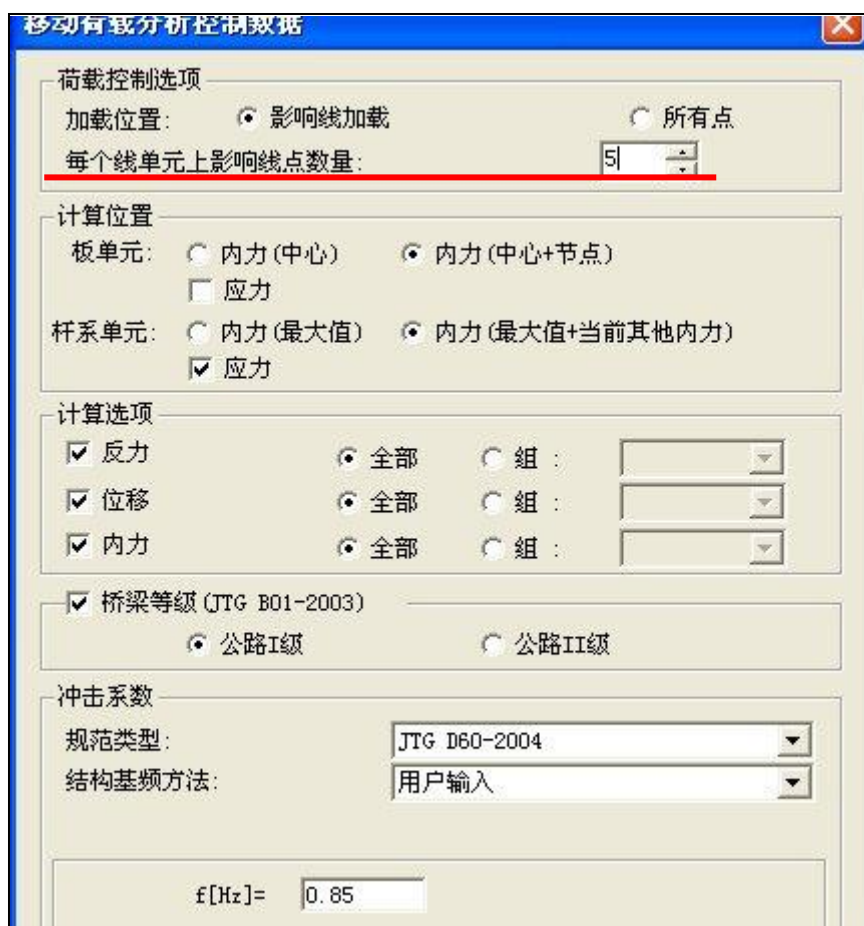 移动荷载分析控制数据
荷载控制选项
加载位置: 影响线加载 所有点
每个线单元上影响线点数量: 5
计算位置
板单元: 内力(中心) 内力(中心+节点)
应力
杆系单元: 内力(最大值) 内力(最大值+当前其他内力)
应力
计算选项
反力 全部 组 :
位移 全部 组 :
内力 全部 组 :
桥梁等级(JTG B01-2003)
公路I级 公路II级
冲击系数
规范类型: JTG D60-2004
结构基频方法: 用户输入
f[Hz]= 0.85